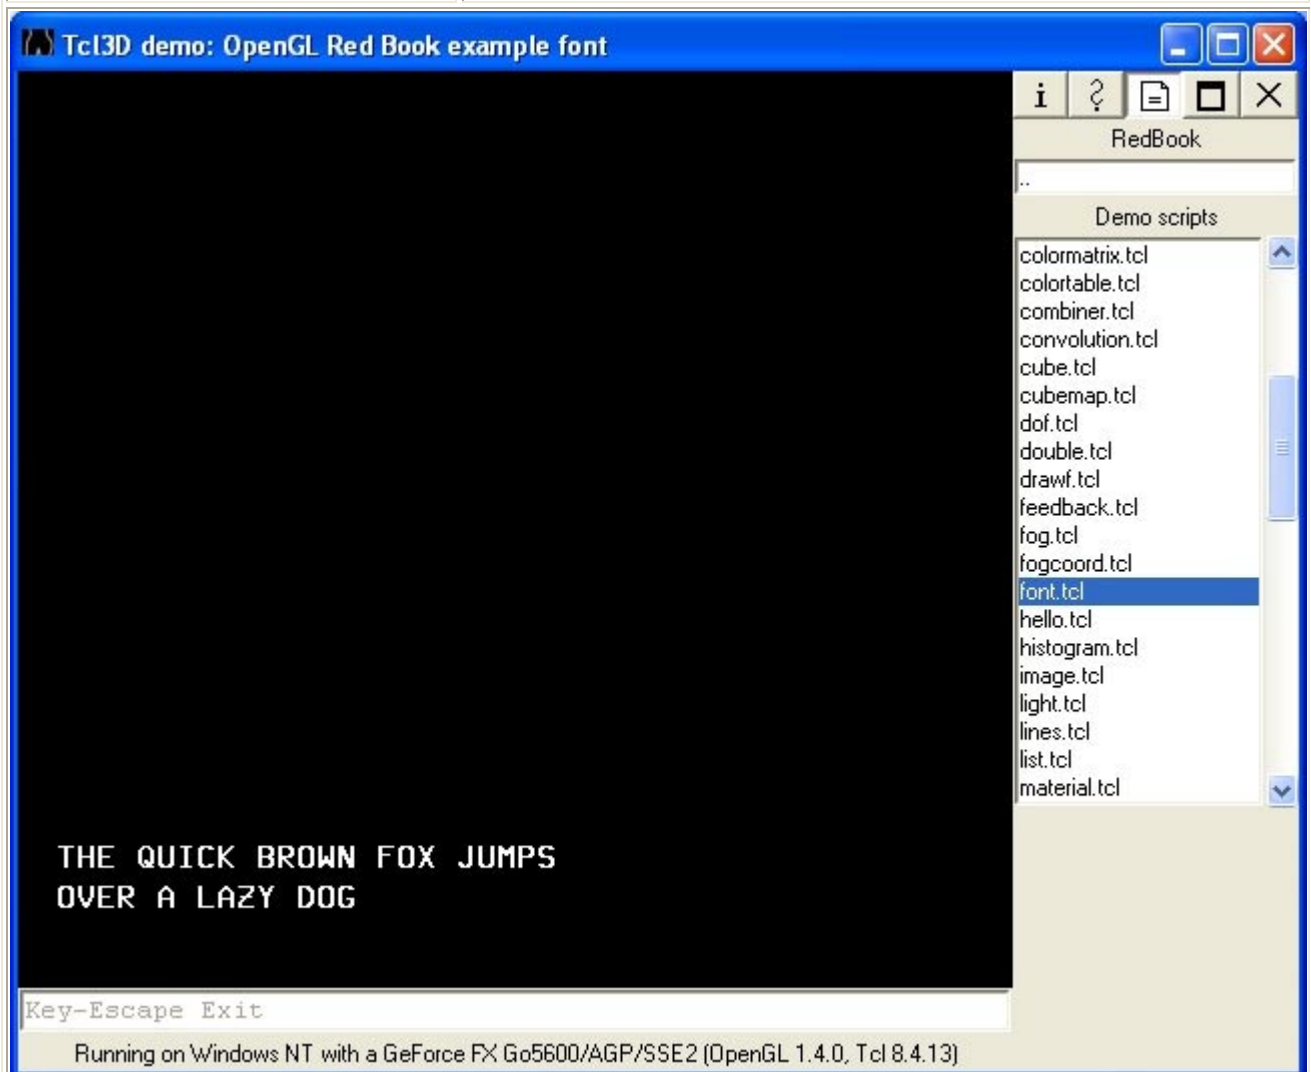 Tcl3D demo: OpenGL Red Book example font
i ?
RedBook
..
Demo scripts
colormatrix.tcl
colortable.tcl
combiner.tcl
convolution.tcl
cube.tcl
cubemap.tcl
dof.tcl
double.tcl
drawf.tcl
feedback.tcl
fog.tcl
fogcoord.tcl
font.tcl
hello.tcl
histogram.tcl
image.tcl
light.tcl
lines.tcl
list.tcl
material.tcl
THE QUICK BROWN FOX JUMPS
OVER A LAZY DOG
Key-Escape Exit
Running on Windows NT with a GeForce FX Go5600/AGP/SSE2 (OpenGL 1.4.0, Tcl 8.4.13)